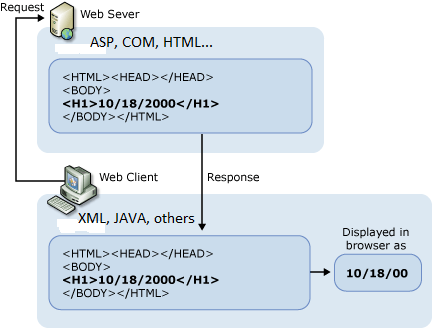 Request
Web Sever
ASP, COM, HTML...
<HTML><HEAD></HEAD>
<BODY>
<H1>10/18/2000</H1>
</BODY></HTML>
Web Client
Response
XML, JAVA, others
<HTML><HEAD></HEAD>
<BODY>
<H1>10/18/2000</H1>
</BODY></HTML>
Displayed in
browser as
10/18/00